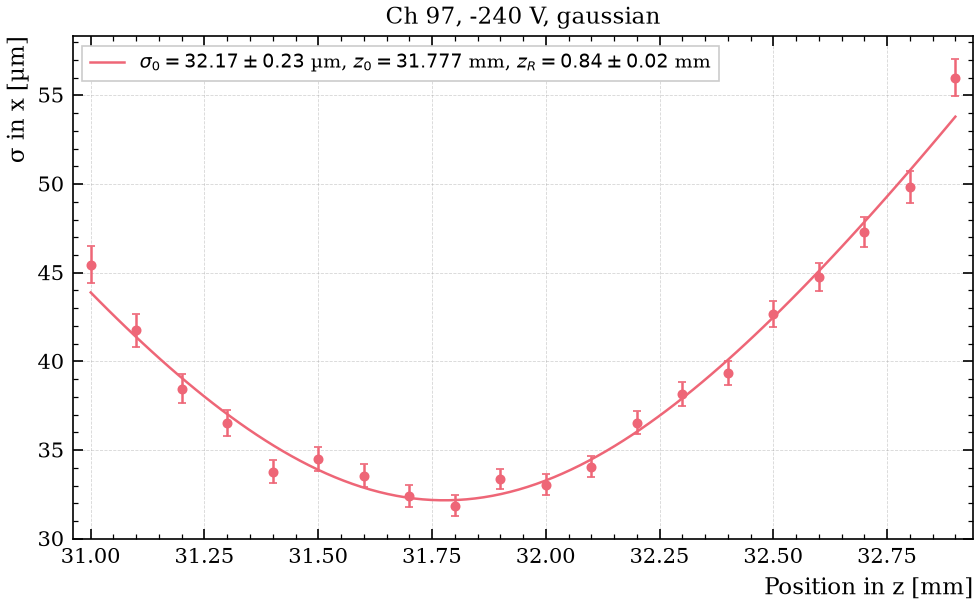 Ch 97, -240 V, gaussian
σ₀ = 32.17 ± 0.23 µm, z₀ = 31.777 mm, z_R = 0.84 ± 0.02 mm
σ in x [µm]
55
50
45
40
35
30
31.00 31.25 31.50 31.75 32.00 32.25 32.50 32.75
Position in z [mm]